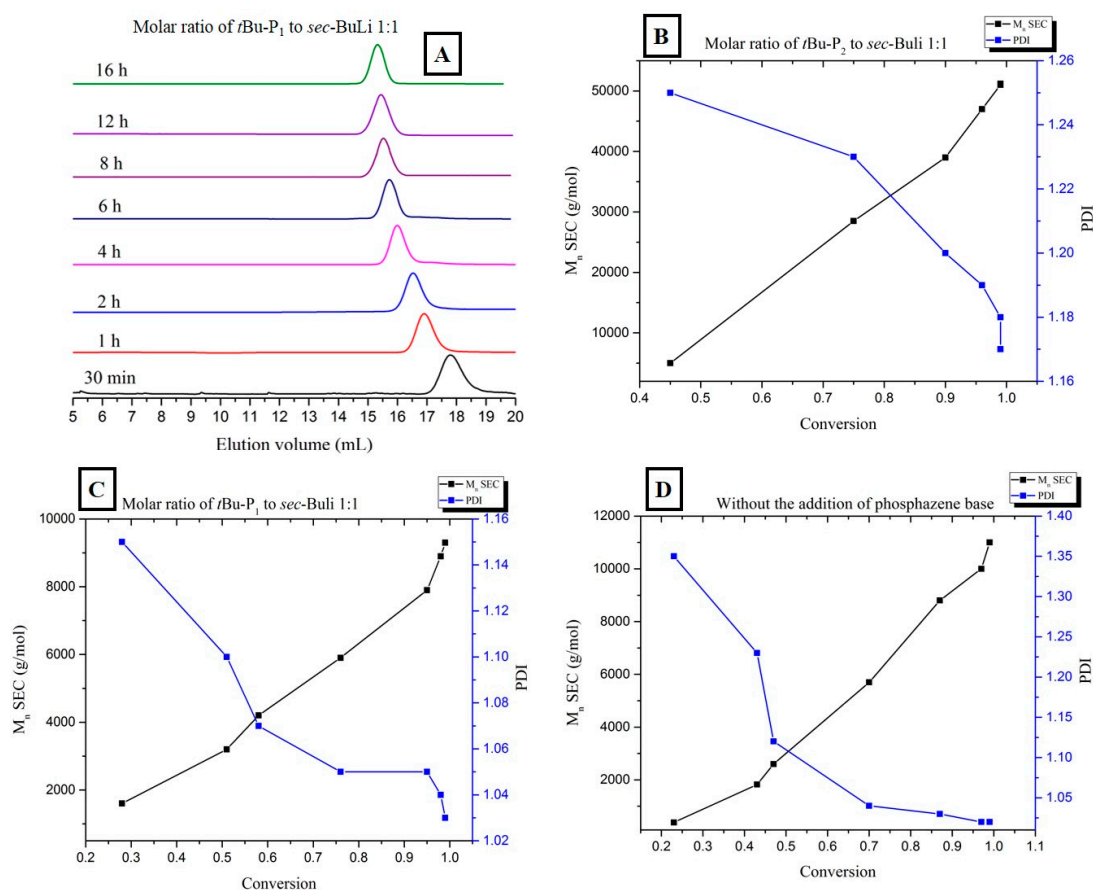 Molar ratio of tBu-P₁ to sec-BuLi 1:1
A
16 h
12 h
8 h
6 h
4 h
2 h
1 h
30 min
5 6 7 8 9 10 11 12 13 14 15 16 17 18 19 20
Elution volume (mL)
B
Molar ratio of tBu-P₂ to sec-Buli 1:1
Mₙ SEC
PDI
50000
40000
30000
20000
10000
Mₙ SEC (g/mol)
1.26
1.24
1.22
1.20
1.18
1.16
PDI
0.4 0.5 0.6 0.7 0.8 0.9 1.0
Conversion
C
Molar ratio of tBu-P₁ to sec-Buli 1:1
Mₙ SEC
PDI
10000
8000
6000
4000
2000
Mₙ SEC (g/mol)
1.16
1.14
1.12
1.10
1.08
1.06
1.04
1.02
PDI
0.2 0.3 0.4 0.5 0.6 0.7 0.8 0.9 1.0
Conversion
D
Without the addition of phosphazene base
Mₙ SEC
PDI
12000
10000
8000
6000
4000
2000
Mₙ SEC (g/mol)
1.40
1.35
1.30
1.25
1.20
1.15
1.10
1.05
PDI
0.2 0.3 0.4 0.5 0.6 0.7 0.8 0.9 1.0 1.1
Conversion